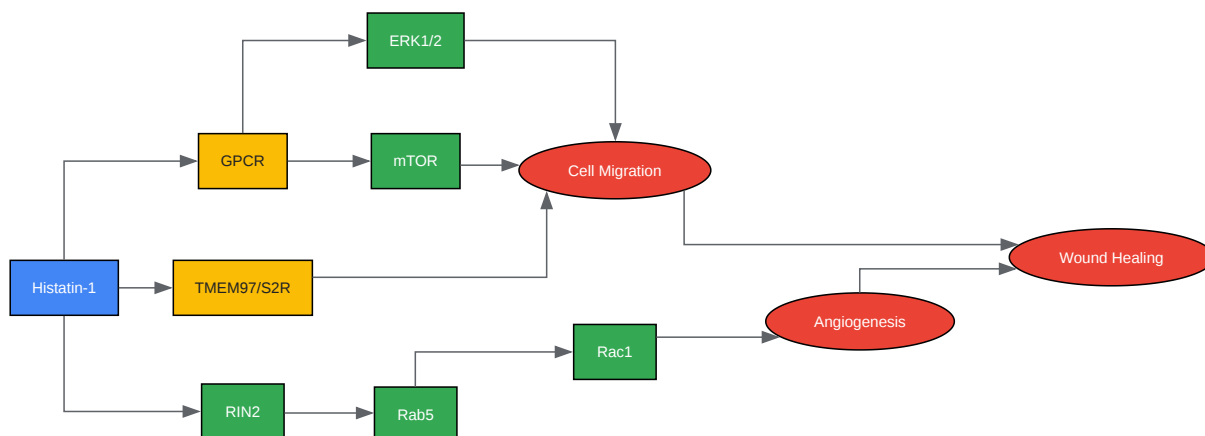 ERK1/2
GPCR
mTOR
Cell Migration
Histatin-1
TMEM97/S2R
Wound Healing
Angiogenesis
Rac1
RIN2
Rab5